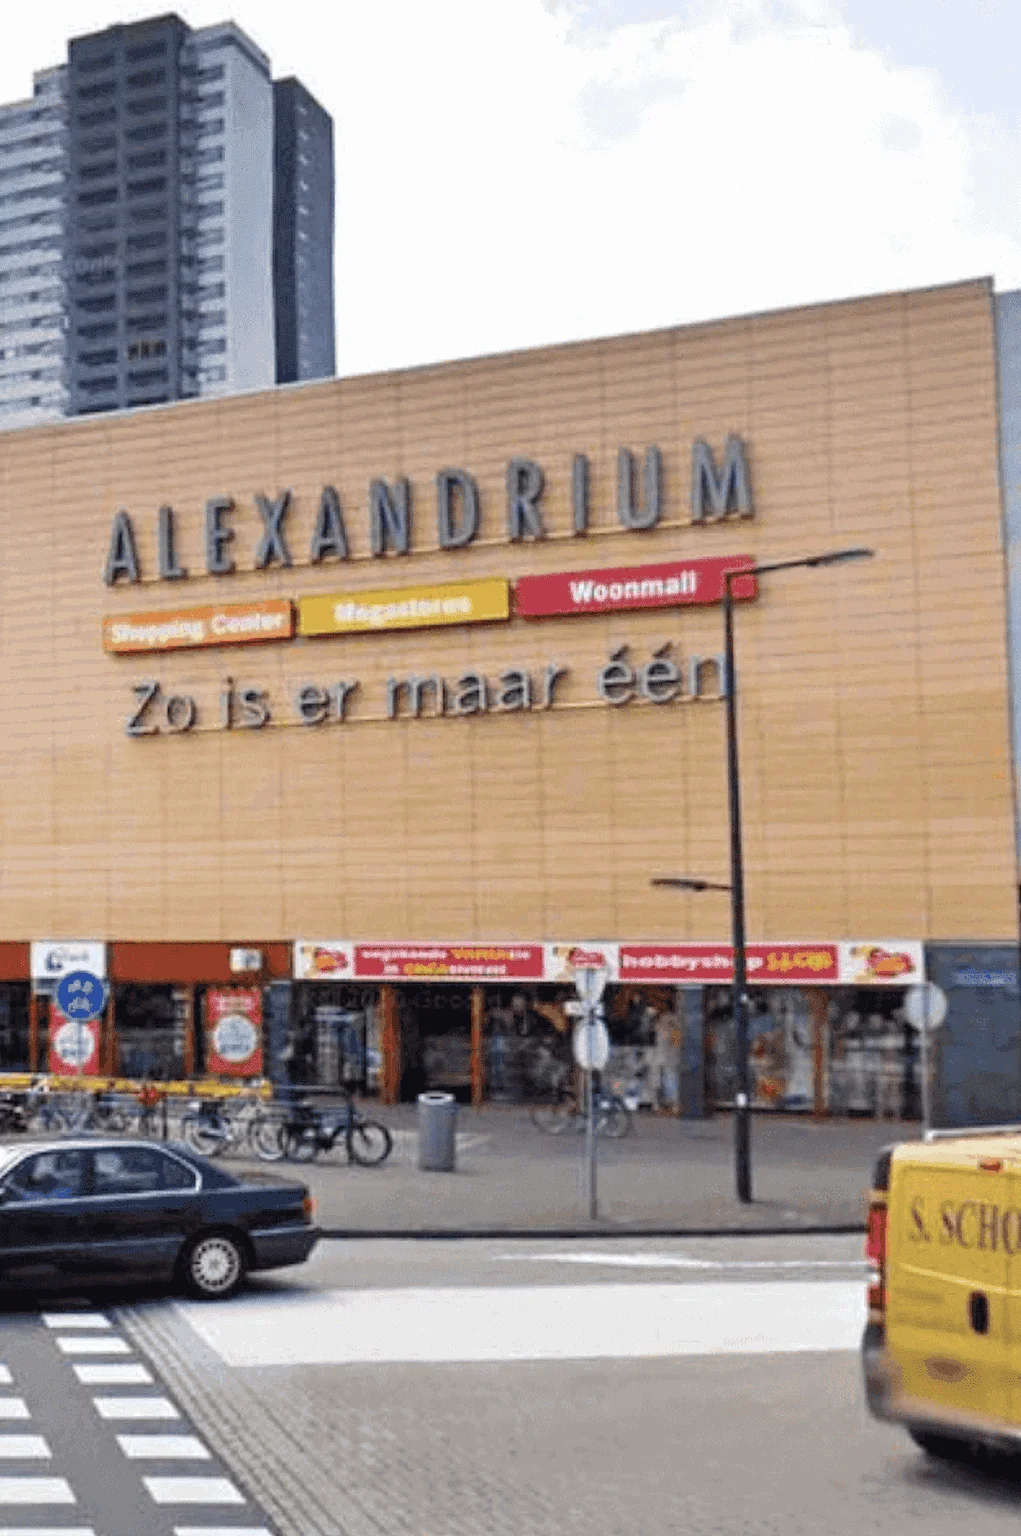 ALEXANDRIUM
Shopping Center
Megastores
Woonmall
Zo is er maar één
hobbyshop
S. SCHO